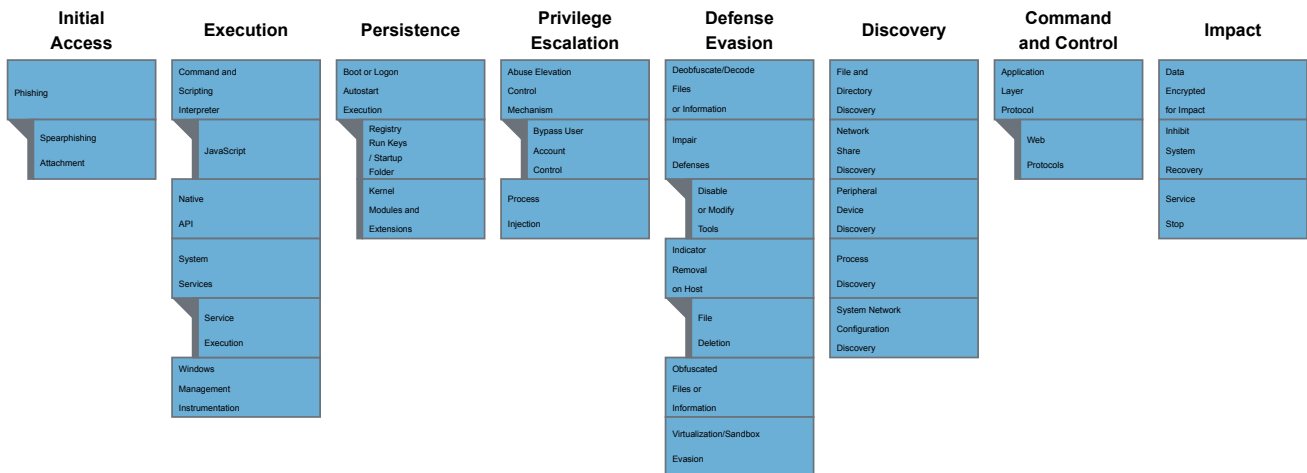 Initial
Access
Execution
Persistence
Privilege
Escalation
Defense
Evasion
Discovery
Command
and Control
Impact
Phishing
Spearphishing
Attachment
Command and
Scripting
Interpreter
JavaScript
Native
API
System
Services
Service
Execution
Windows
Management
Instrumentation
Boot or Logon
Autostart
Execution
Registry
Run Keys
/ Startup
Folder
Kernel
Modules and
Extensions
Abuse Elevation
Control
Mechanism
Bypass User
Account
Control
Process
Injection
Deobfuscate/Decode
Files
or Information
Impair
Defenses
Disable
or Modify
Tools
Indicator
Removal
on Host
File
Deletion
Obfuscated
Files or
Information
Virtualization/Sandbox
Evasion
File and
Directory
Discovery
Network
Share
Discovery
Peripheral
Device
Discovery
Process
Discovery
System Network
Configuration
Discovery
Application
Layer
Protocol
Web
Protocols
Data
Encrypted
for Impact
Inhibit
System
Recovery
Service
Stop